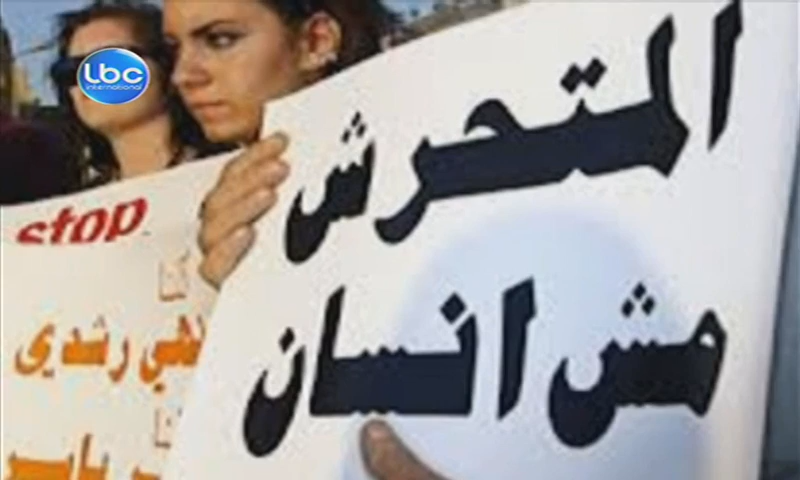 lbc
international
المتحرش
مش انسان
stop
رشدي